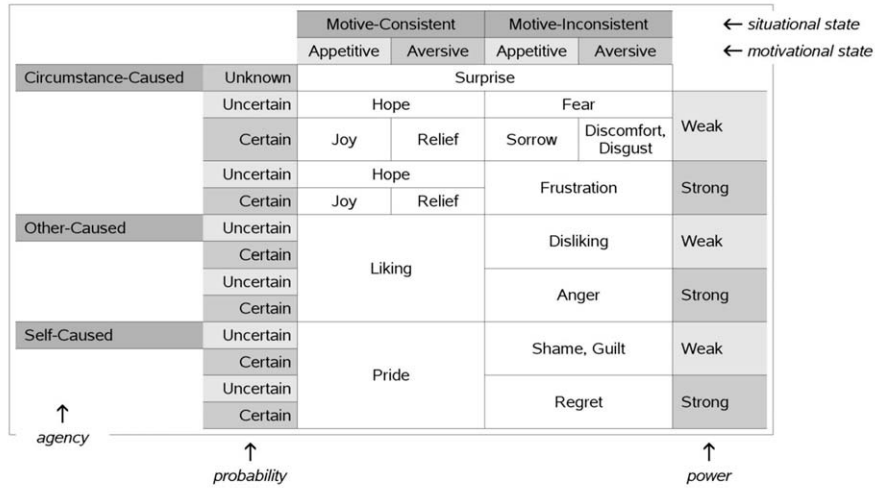 Motive-Consistent Motive-Inconsistent ← situational state
Appetitive Aversive Appetitive Aversive ← motivational state
Circumstance-Caused Unknown Surprise
Uncertain Hope Fear
Weak
Certain Joy Relief Sorrow Discomfort,
Disgust
Uncertain Hope
Frustration Strong
Certain Joy Relief
Other-Caused Uncertain
Disliking Weak
Certain
Liking
Uncertain
Anger Strong
Certain
Self-Caused Uncertain
Shame, Guilt Weak
Certain
Pride
Uncertain
Regret Strong
Certain
↑ ↑ ↑
agency
probability power